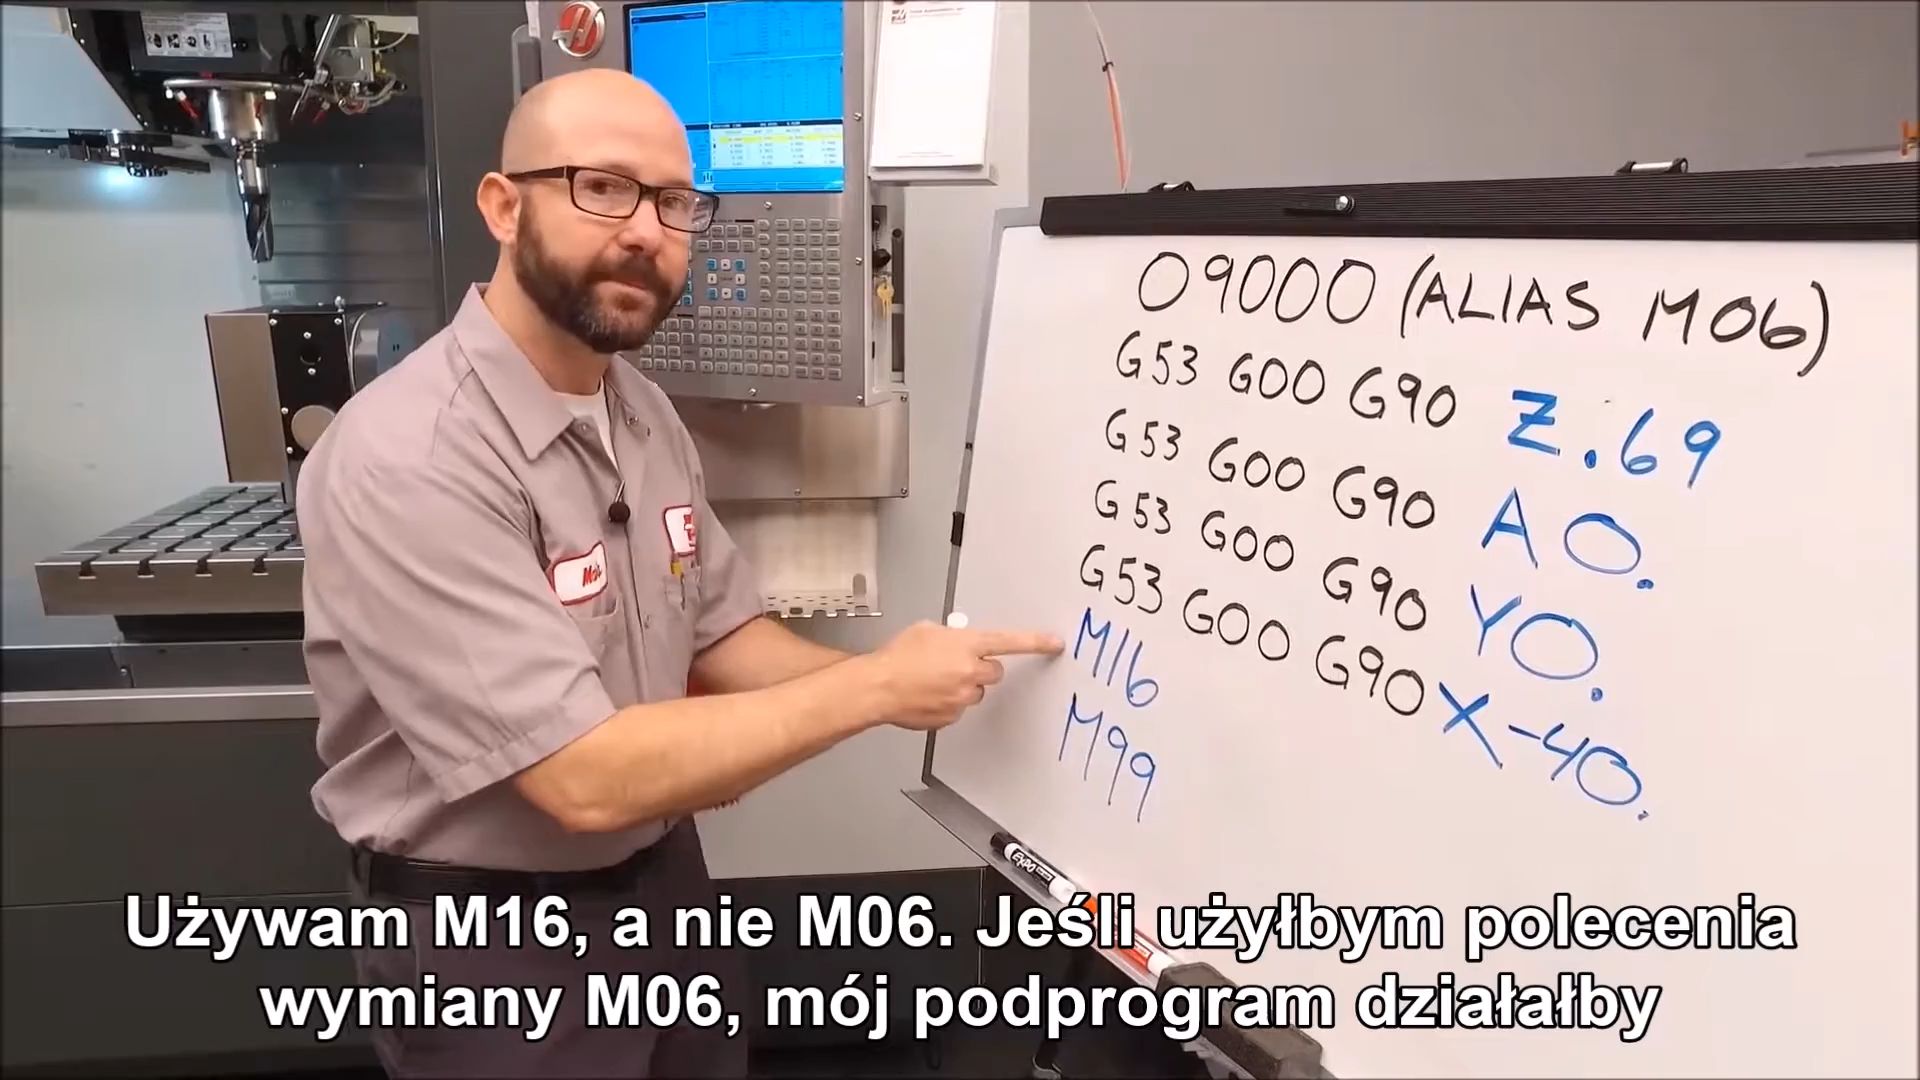 O9000 (ALIAS M06)
G53 G00 G90 Z.69
G53 G00 G90 A0.
G53 G00 G90 Y0.
G53 G00 G90 X-40.
M16
M99
EXPO
Używam M16, a nie M06. Jeśli użyłbym polecenia
wymiany M06, mój podprogram działałby